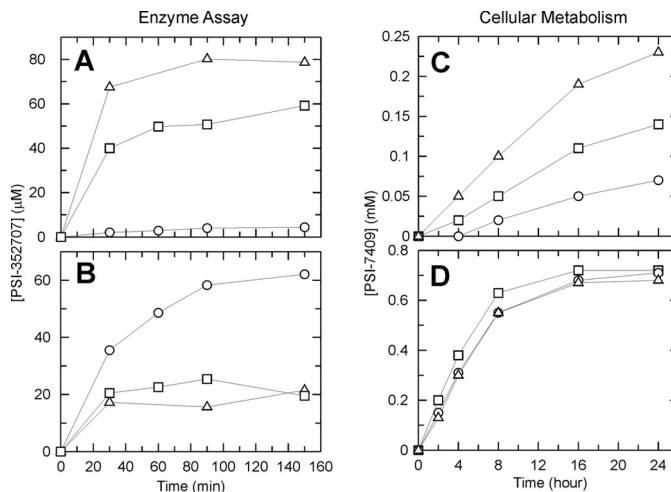 Enzyme Assay
Cellular Metabolism
A
80
60
40
20
0
B
60
40
20
0
0 20 40 60 80 100 120 140 160
Time (min)
[PSI-352707] (μM)
C
0.25
0.2
0.15
0.1
0.05
0
D
0.8
0.6
0.4
0.2
0
0 4 8 12 16 20 24
Time (hour)
[PSI-7409] (mM)